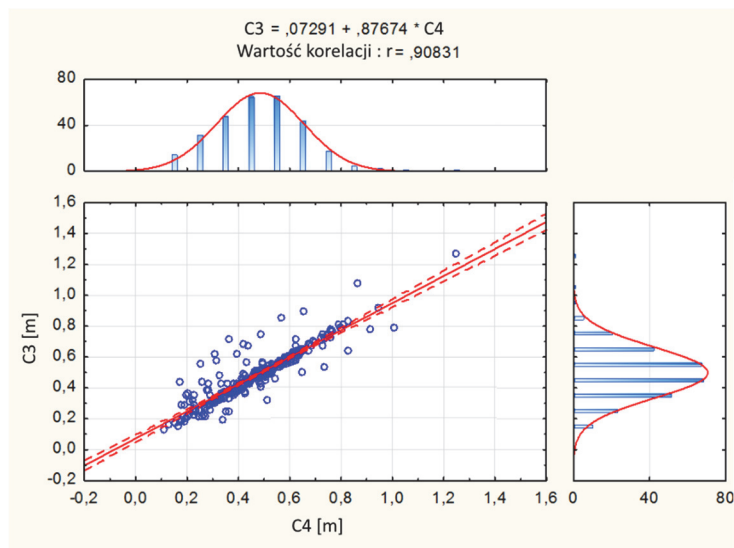 C3 = ,07291 + ,87674 * C4
Wartość korelacji : r= ,90831
80
40
0
1,6
1,4
1,2
1,0
0,8
0,6
0,4
0,2
0,0
-0,2
C3 [m]
-0,2 0,0 0,2 0,4 0,6 0,8 1,0 1,2 1,4 1,6
C4 [m]
0 40 80